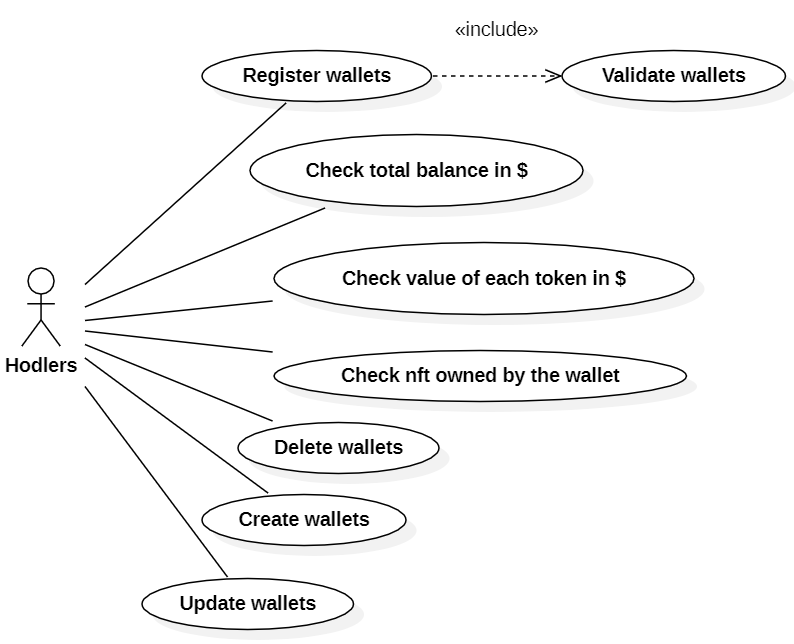 «include»
Register wallets
Validate wallets
Check total balance in $
Check value of each token in $
Hodlers
Check nft owned by the wallet
Delete wallets
Create wallets
Update wallets